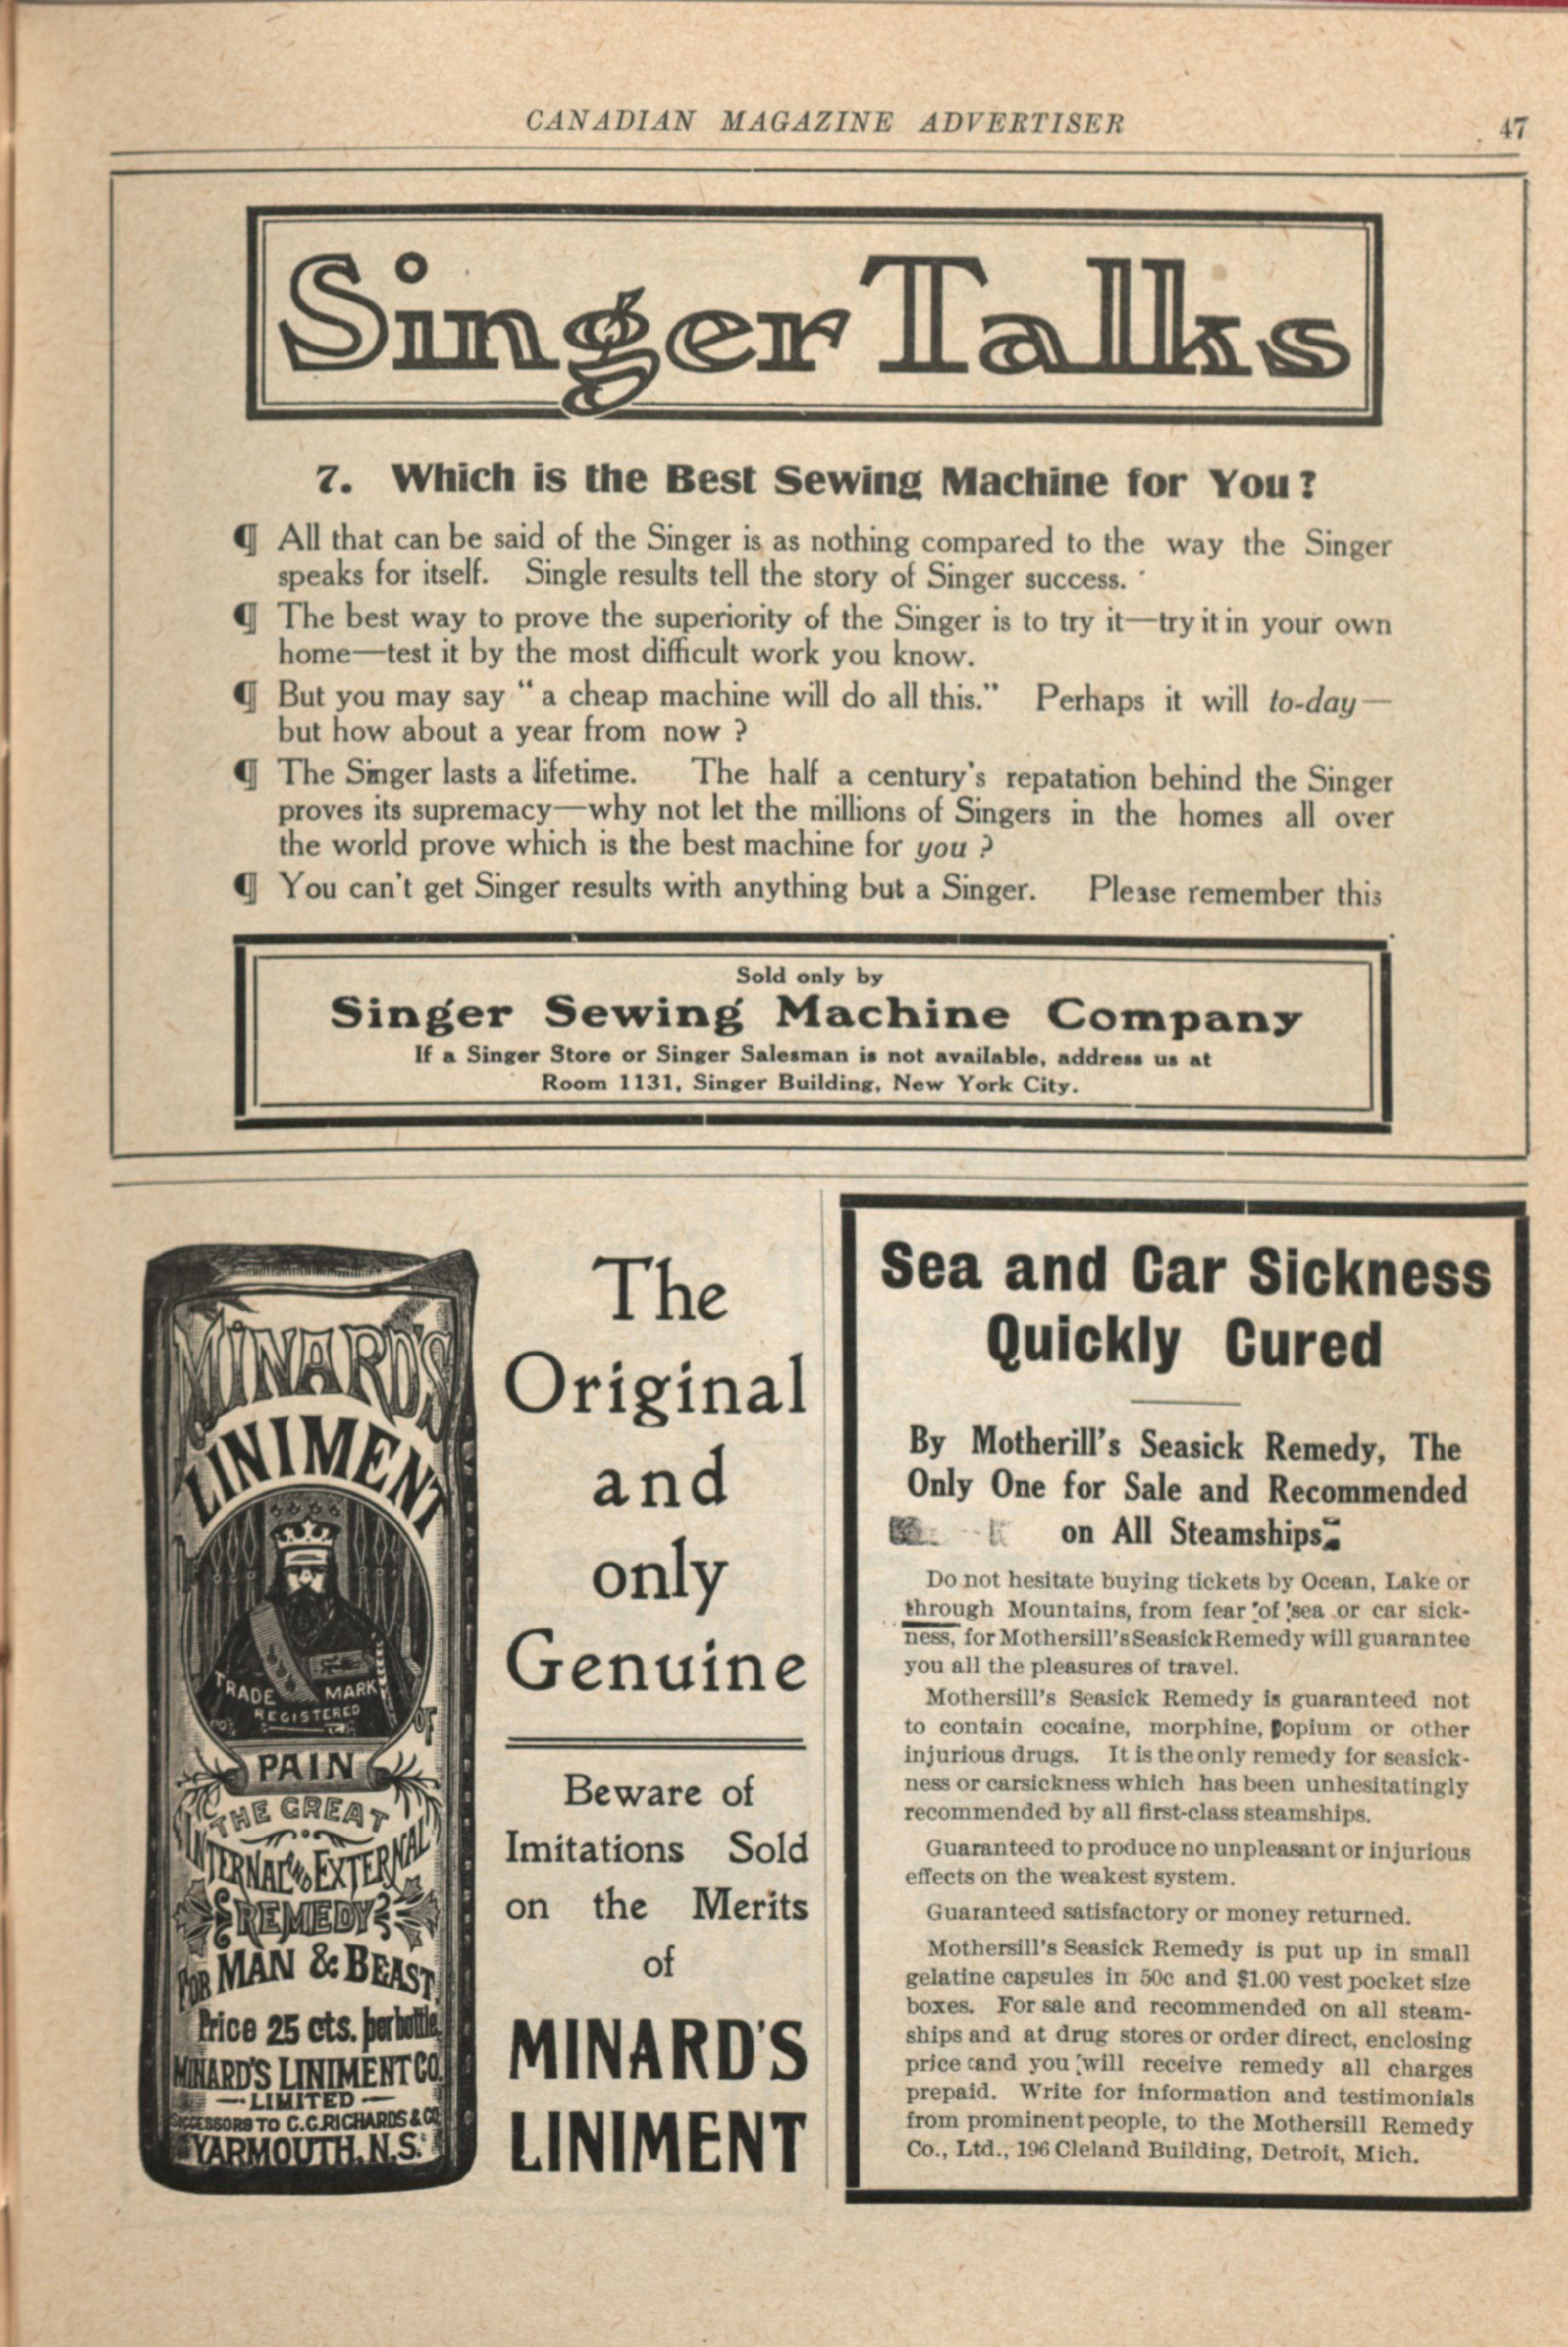 CANADIAN MAGAZINE ADVERTISER
47
Singer Talks
7. Which is the Best Sewing Machine for You?
¶ All that can be said of the Singer is as nothing compared to the way the Singer
speaks for itself. Single results tell the story of Singer success.
¶ The best way to prove the superiority of the Singer is to try it—try it in your own
home—test it by the most difficult work you know.
¶ But you may say "a cheap machine will do all this." Perhaps it will to-day—
but how about a year from now ?
¶ The Singer lasts a lifetime. The half a century's repatation behind the Singer
proves its supremacy—why not let the millions of Singers in the homes all over
the world prove which is the best machine for you ?
¶ You can't get Singer results with anything but a Singer. Please remember this
Sold only by
Singer Sewing Machine Company
If a Singer Store or Singer Salesman is not available, address us at
Room 1131, Singer Building, New York City.
MINARD'S
LINIMENT
TRADE MARK
REGISTERED
OF
PAIN
THE GREAT
INTERNAL & EXTERNAL
REMEDY
FOR MAN & BEAST
Price 25 cts. per bottle
MINARD'S LINIMENT CO.
LIMITED
SUCCESSORS TO C.C. RICHARDS & CO
YARMOUTH, N.S.
The
Original
and
only
Genuine
Beware of
Imitations Sold
on the Merits
of
MINARD'S
LINIMENT
Sea and Car Sickness
Quickly Cured
By Motherill's Seasick Remedy, The
Only One for Sale and Recommended
on All Steamships
Do not hesitate buying tickets by Ocean, Lake or
through Mountains, from fear of sea or car sick-
ness, for Mothersill's Seasick Remedy will guarantee
you all the pleasures of travel.
Mothersill's Seasick Remedy is guaranteed not
to contain cocaine, morphine, opium or other
injurious drugs. It is the only remedy for seasick-
ness or carsickness which has been unhesitatingly
recommended by all first-class steamships.
Guaranteed to produce no unpleasant or injurious
effects on the weakest system.
Guaranteed satisfactory or money returned.
Mothersill's Seasick Remedy is put up in small
gelatine capsules in 50c and $1.00 vest pocket size
boxes. For sale and recommended on all steam-
ships and at drug stores or order direct, enclosing
price and you will receive remedy all charges
prepaid. Write for information and testimonials
from prominent people, to the Mothersill Remedy
Co., Ltd., 196 Cleland Building, Detroit, Mich.